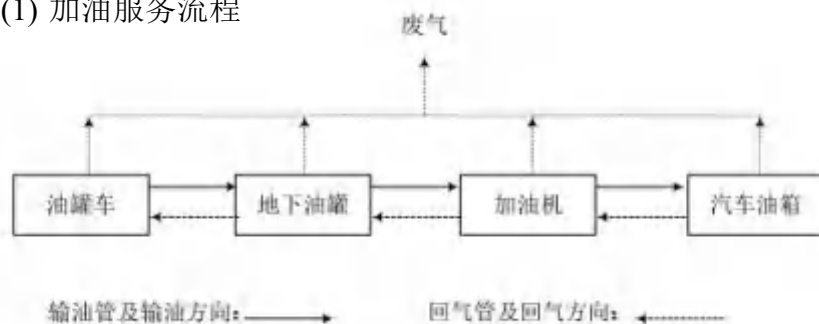 (1) 加油服务流程
废气
油罐车 地下油罐 加油机 汽车油箱
输油管及输油方向： 回气管及回气方向：